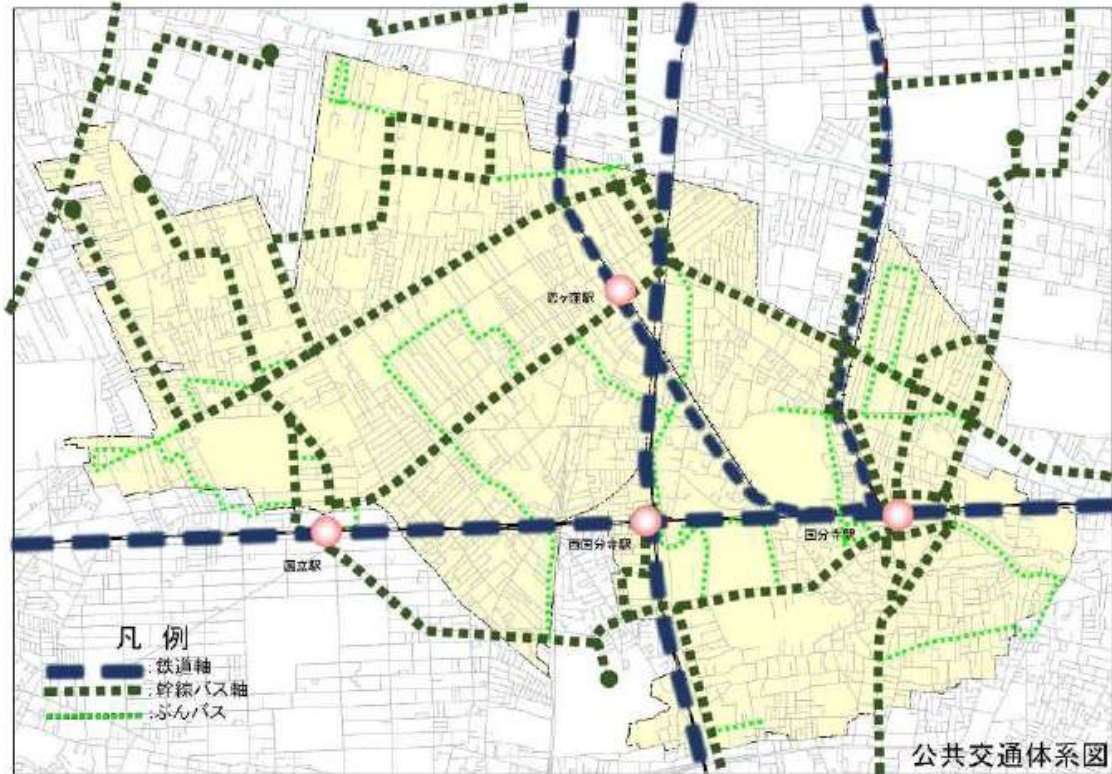 恋ヶ窪駅
国立駅
西国分寺駅
国分寺駅
凡 例
:鉄道軸
:幹線バス軸
:ぶんバス
公共交通体系図